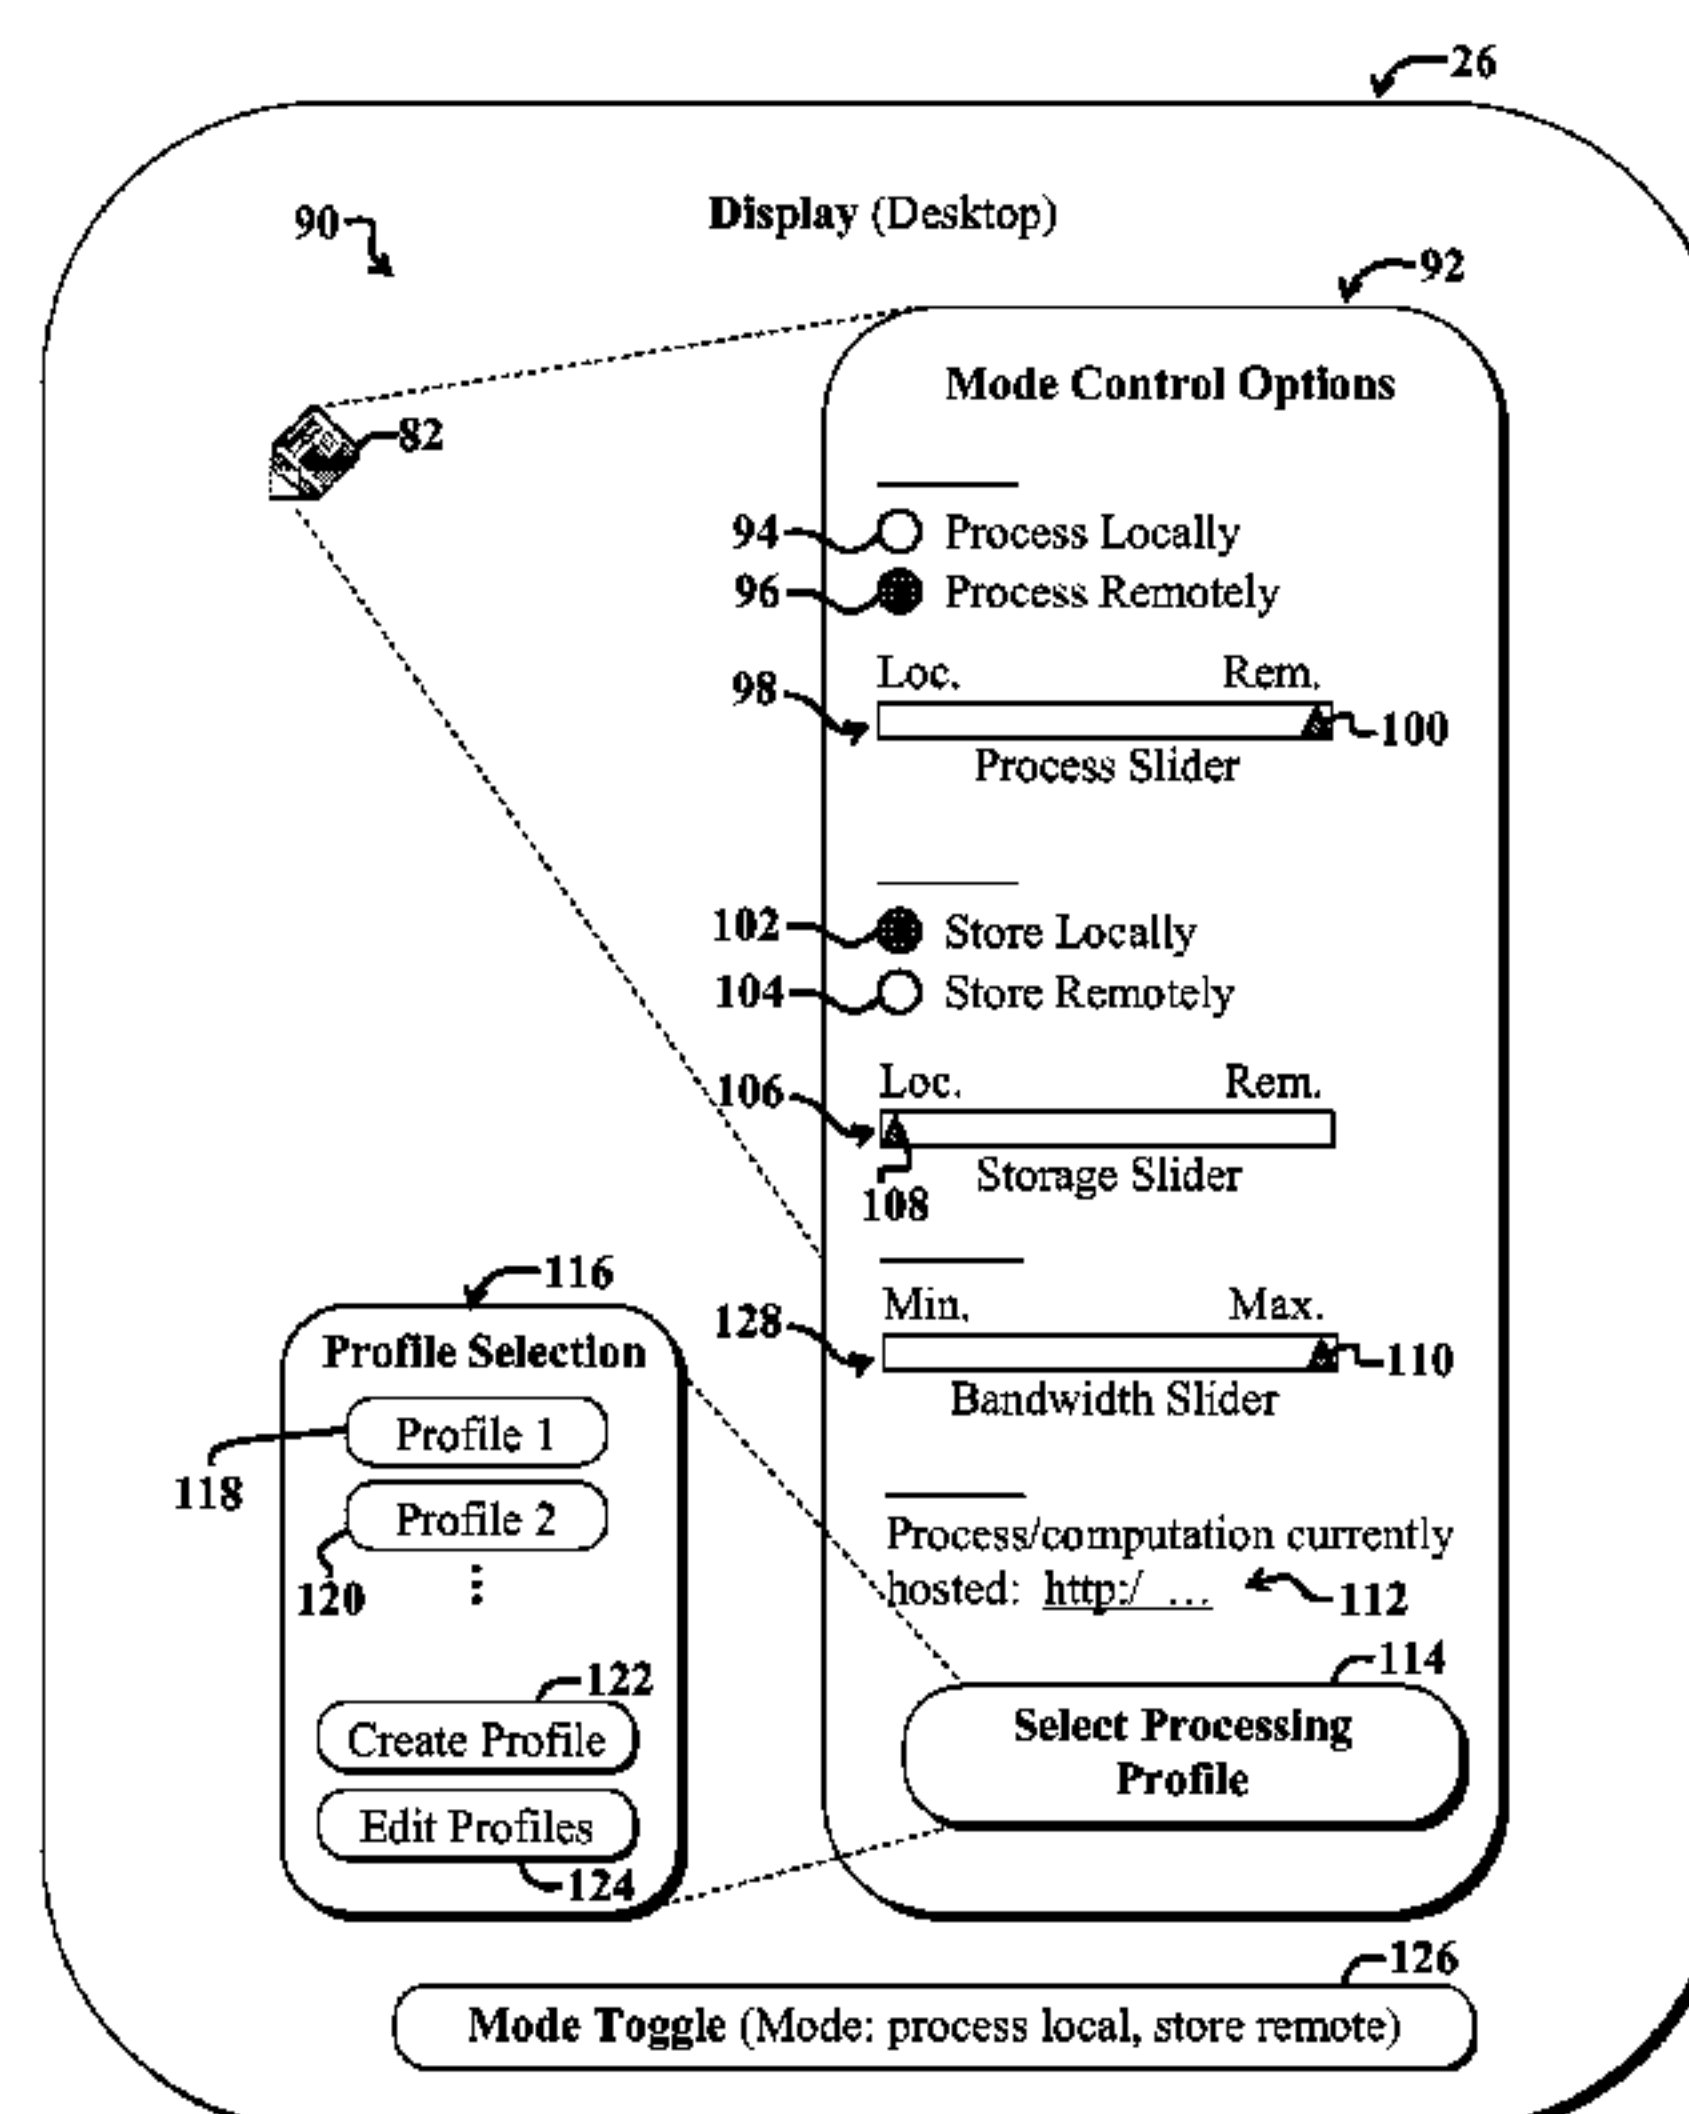 26
Display (Desktop)
90
92
Mode Control Options
82
94 Process Locally
96 Process Remotely
Loc. Rem.
98
100
Process Slider
102 Store Locally
104 Store Remotely
Loc. Rem.
106
Storage Slider
108
116
Min. Max.
128
110
Bandwidth Slider
Profile Selection
Profile 1
118
Profile 2
120
⋮
Process/computation currently
hosted: http:/ ...
112
114
122
Select Processing
Profile
Create Profile
Edit Profiles
124
126
Mode Toggle (Mode: process local, store remote)